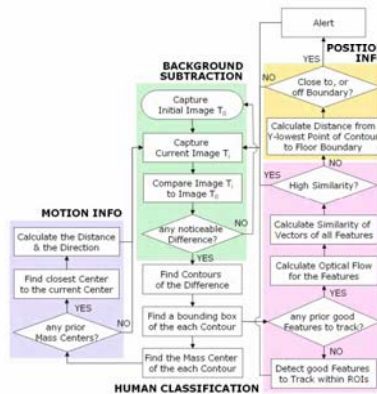 Alert
POSITION
INFO
YES
NO
Close to, or
off Boundary?
Calculate Distance from
Y-lowest Point of Contour
to Floor Boundary
NO
YES
High Similarity?
Calculate Similarity of
Vectors of all Features
Calculate Optical Flow
for the Features
YES
any prior good
Features to track?
NO
Detect good Features
to Track within ROIs
BACKGROUND
SUBTRACTION
Capture
Initial Image T0
Capture
Current Image Ti
Compare Image Ti
to Image T0
any noticeable
Difference?
NO
YES
Find Contours
of the Difference
Find a bounding box
of the each Contour
Find the Mass Center
of the each Contour
HUMAN CLASSIFICATION
MOTION INFO
Calculate the Distance
& the Direction
Find closest Center
to the current Center
YES
any prior
Mass Centers?
NO